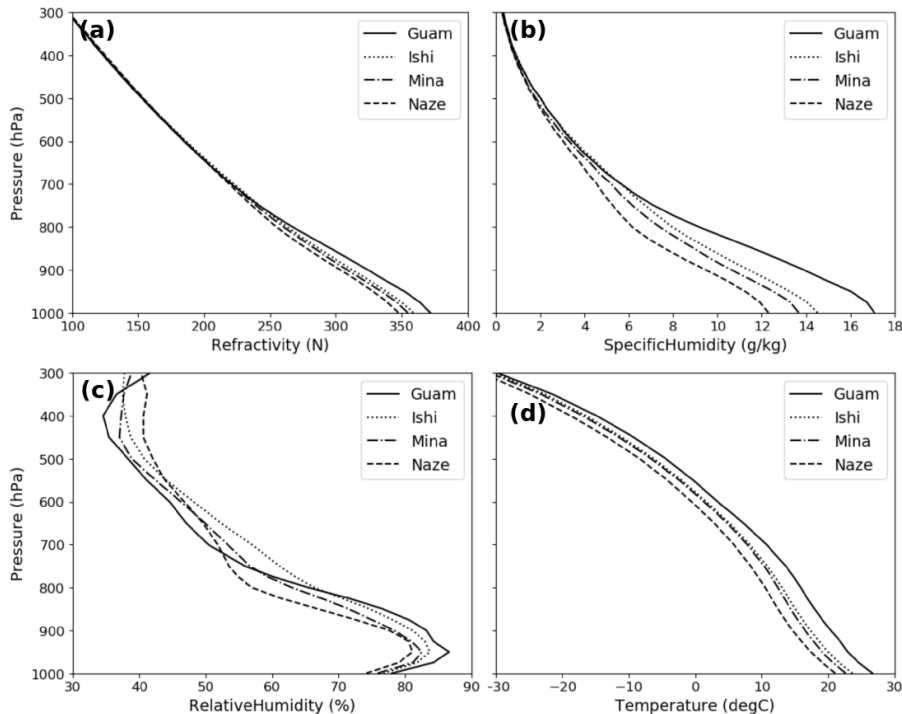 (a)
Guam
Ishi
Mina
Naze
300
400
500
600
700
800
900
1000
Pressure (hPa)
100 150 200 250 300 350 400
Refractivity (N)
(b)
Guam
Ishi
Mina
Naze
0 2 4 6 8 10 12 14 16 18
SpecificHumidity (g/kg)
(c)
Guam
Ishi
Mina
Naze
300
400
500
600
700
800
900
1000
Pressure (hPa)
30 40 50 60 70 80 90
RelativeHumidity (%)
(d)
Guam
Ishi
Mina
Naze
−30 −20 −10 0 10 20 30
Temperature (degC)